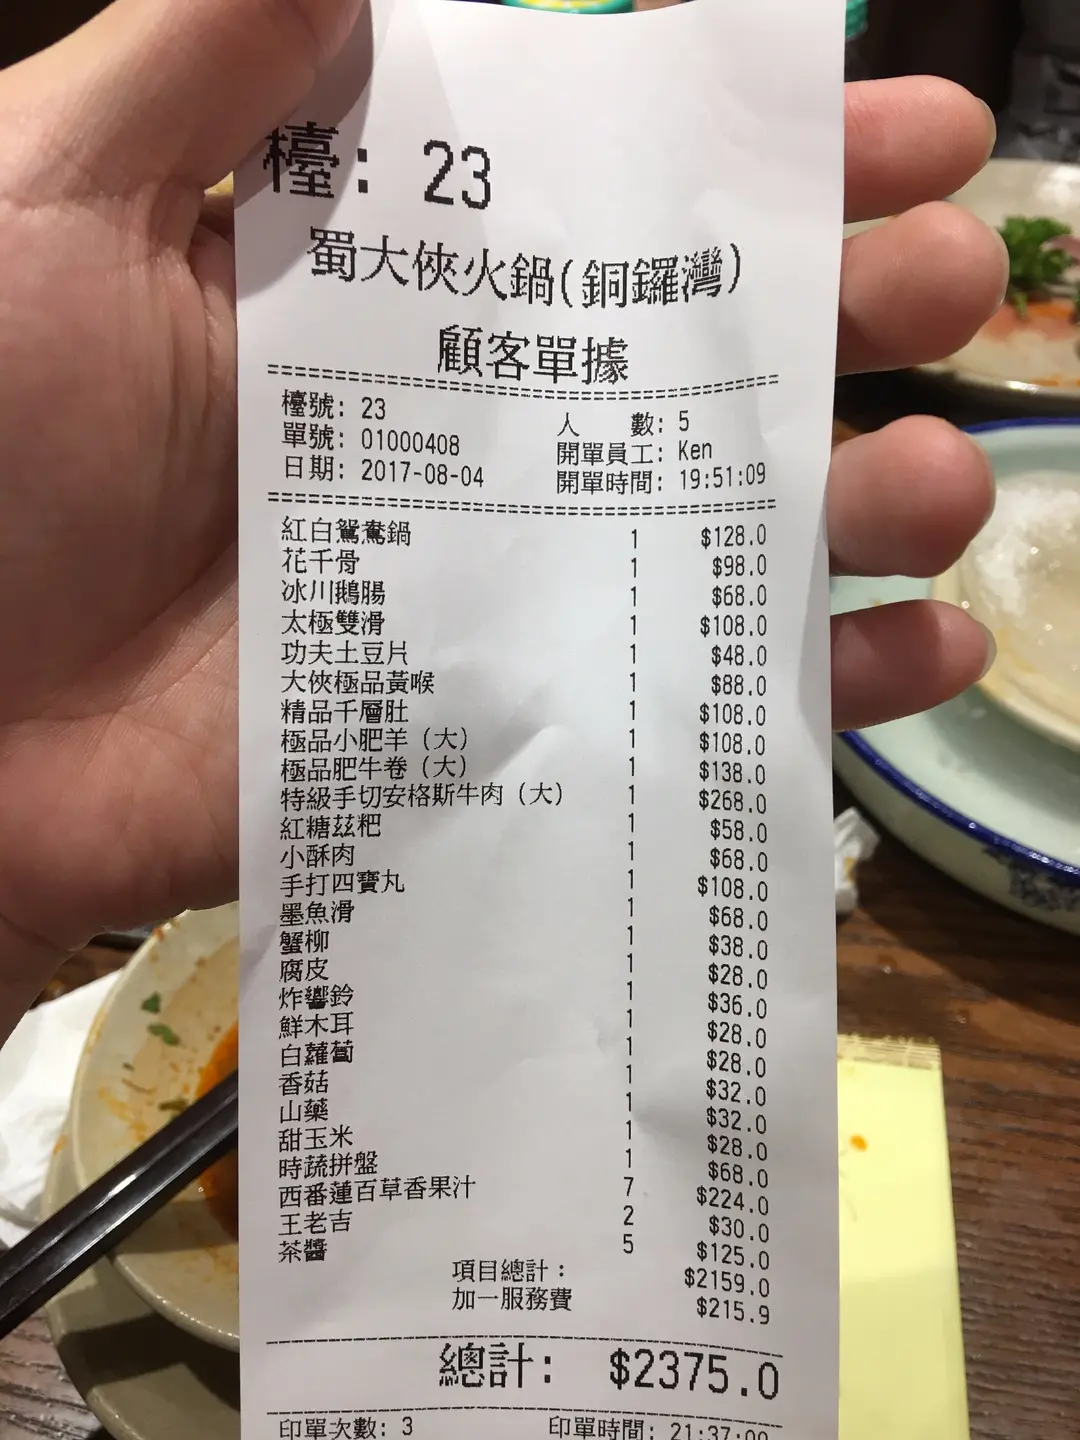 檯: 23
蜀大俠火鍋(銅鑼灣)
顧客單據
檯號: 23 人 數: 5
單號: 01000408 開單員工: Ken
日期: 2017-08-04 開單時間: 19:51:09
紅白鴛鴦鍋 1 $128.0
花千骨 1 $98.0
冰川鵝腸 1 $68.0
太極雙滑 1 $108.0
功夫土豆片 1 $48.0
大俠極品黃喉 1 $88.0
精品千層肚 1 $108.0
極品小肥羊（大） 1 $108.0
極品肥牛卷（大） 1 $138.0
特級手切安格斯牛肉（大） 1 $268.0
紅糖茲粑 1 $58.0
小酥肉 1 $68.0
手打四寶丸 1 $108.0
墨魚滑 1 $68.0
蟹柳 1 $38.0
腐皮 1 $28.0
炸響鈴 1 $36.0
鮮木耳 1 $28.0
白蘿蔔 1 $28.0
香菇 1 $32.0
山藥 1 $32.0
甜玉米 1 $28.0
時蔬拼盤 1 $68.0
西番蓮百草香果汁 7 $224.0
王老吉 2 $30.0
茶醬 5 $125.0
項目總計： $2159.0
加一服務費 $215.9
總計: $2375.0
印單次數: 3 印單時間: 21:37:00